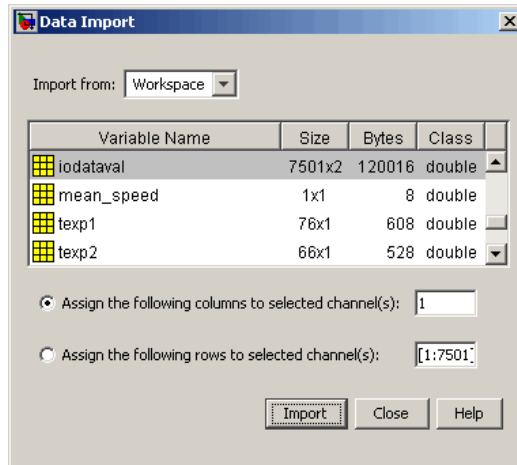 Data Import
Import from: Workspace
Variable Name Size Bytes Class
iodataval 7501x2 120016 double
mean_speed 1x1 8 double
texp1 76x1 608 double
texp2 66x1 528 double
Assign the following columns to selected channel(s): 1
Assign the following rows to selected channel(s): [1:7501]
Import Close Help